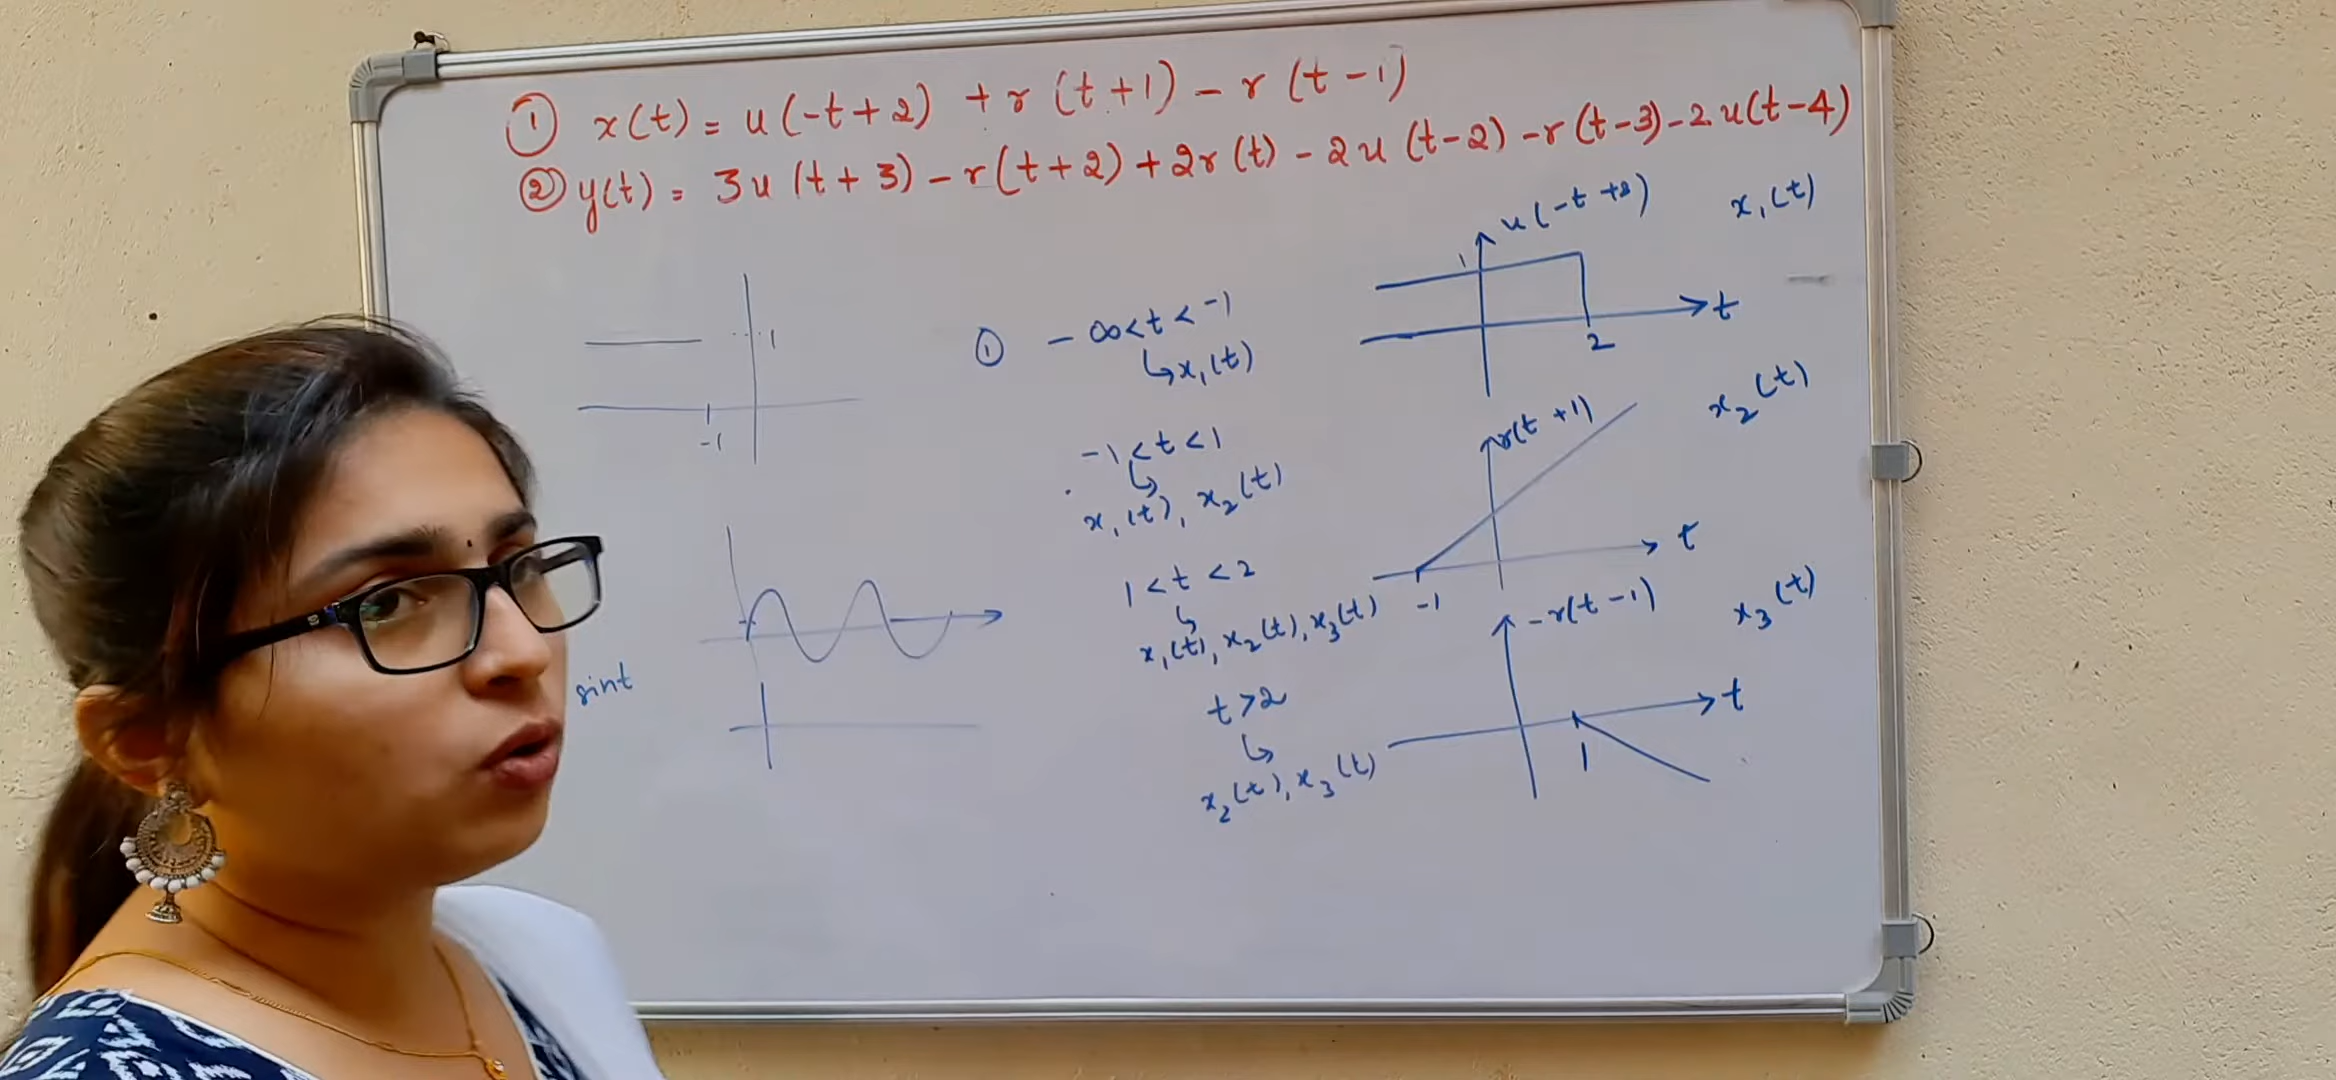 ① x(t) = u(-t+2) + r(t+1) - r(t-1)
② y(t) = 3u(t+3) - r(t+2) + 2r(t) - 2u(t-2) - r(t-3) - 2u(t-4)
u(-t+2)
x₁(t)
1
t
2
1
-1
① -∞<t<-1
↳x₁(t)
-1<t<1
↳
x₁(t), x₂(t)
1<t<2
↳
x₁(t), x₂(t), x₃(t)
t>2
↳
x₂(t), x₃(t)
r(t+1)
x₂(t)
t
-1
-r(t-1)
x₃(t)
t
1
sint